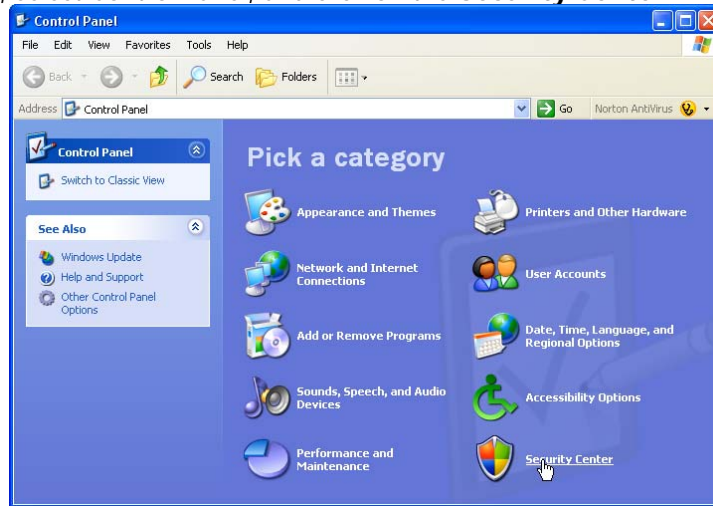 Control Panel
File Edit View Favorites Tools Help
Back Search Folders
Address Control Panel Go Norton AntiVirus
Control Panel
Switch to Classic View
See Also
Windows Update
Help and Support
Other Control Panel
Options
Pick a category
Appearance and Themes
Printers and Other Hardware
Network and Internet
Connections
User Accounts
Add or Remove Programs
Date, Time, Language, and
Regional Options
Sounds, Speech, and Audio
Devices
Accessibility Options
Performance and
Maintenance
Security Center